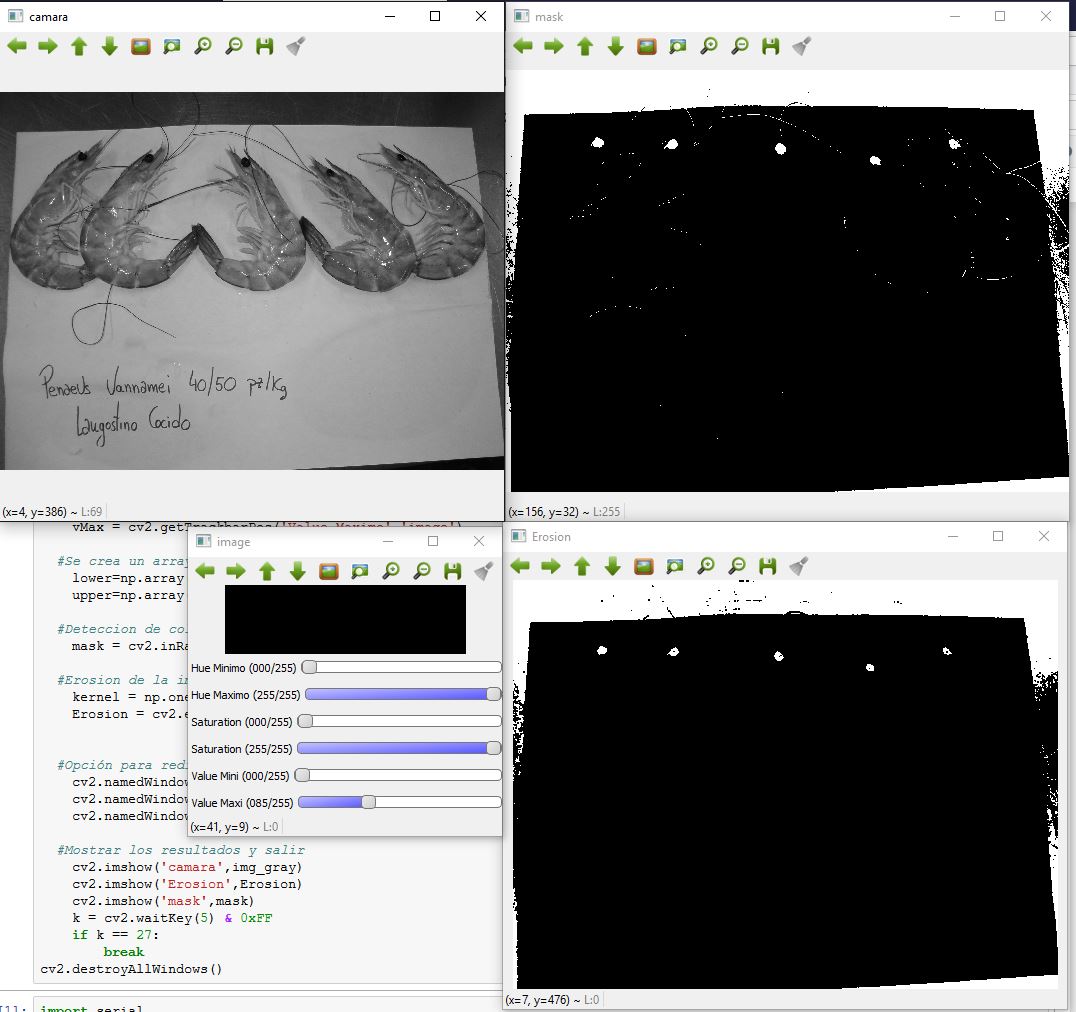 camara
mask
Penaeus Vannamei 40/50 pz/Kg
Langostino Cocido
(x=4, y=386) ~ L:69
(x=156, y=32) ~ L:255
vMax = cv2.getTrackbarPos('Value Maximo','image')
image
Erosion
#Se crea un array
lower=np.array
upper=np.array
#Deteccion de co
mask = cv2.inRa
#Erosion de la i
kernel = np.one
Erosion = cv2.e
Hue Minimo (000/255)
Hue Maximo (255/255)
Saturation (000/255)
Saturation (255/255)
Value Mini (000/255)
Value Maxi (085/255)
(x=41, y=9) ~ L:0
#Opción para redi
cv2.namedWindow
cv2.namedWindow
cv2.namedWindow
#Mostrar los resultados y salir
cv2.imshow('camara',img_gray)
cv2.imshow('Erosion',Erosion)
cv2.imshow('mask',mask)
k = cv2.waitKey(5) & 0xFF
if k == 27:
break
cv2.destroyAllWindows()
(x=7, y=476) ~ L:0
[1]: import serial